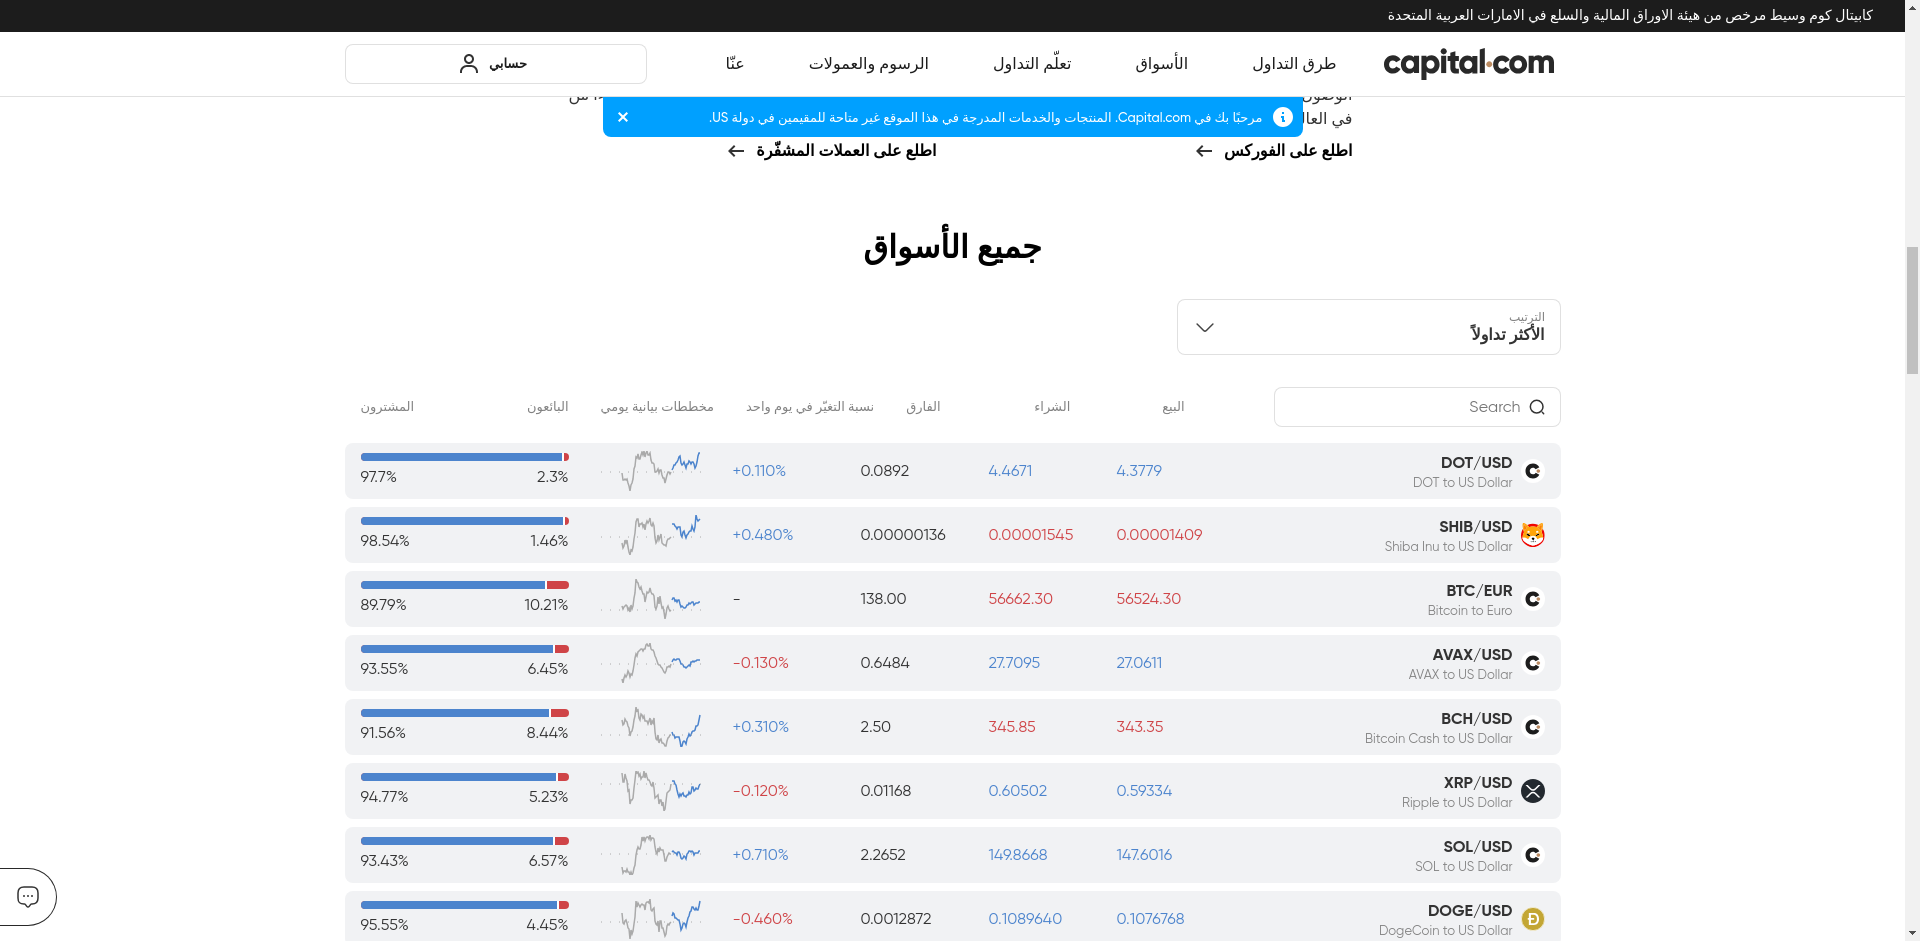 كابيتال كوم وسيط مرخص من هيئة الاوراق المالية والسلع في الامارات العربية المتحدة
capital.com
طرق التداول
الأسواق
تعلّم التداول
الرسوم والعمولات
عنّا
حسابي
مرحبًا بك في Capital.com. المنتجات والخدمات المدرجة في هذا الموقع غير متاحة للمقيمين في دولة US.
اطلع على الفوركس
اطلع على العملات المشفّرة
جميع الأسواق
الترتيب
الأكثر تداولاً
Search
البيع
الشراء
الفارق
نسبة التغيّر في يوم واحد
مخططات بيانية يومي
البائعون
المشترون
DOT/USD
DOT to US Dollar
4.3779
4.4671
0.0892
+0.110%
2.3%
97.7%
SHIB/USD
Shiba Inu to US Dollar
0.00001409
0.00001545
0.00000136
+0.480%
1.46%
98.54%
BTC/EUR
Bitcoin to Euro
56524.30
56662.30
138.00
-
10.21%
89.79%
AVAX/USD
AVAX to US Dollar
27.0611
27.7095
0.6484
-0.130%
6.45%
93.55%
BCH/USD
Bitcoin Cash to US Dollar
343.35
345.85
2.50
+0.310%
8.44%
91.56%
XRP/USD
Ripple to US Dollar
0.59334
0.60502
0.01168
-0.120%
5.23%
94.77%
SOL/USD
SOL to US Dollar
147.6016
149.8668
2.2652
+0.710%
6.57%
93.43%
DOGE/USD
DogeCoin to US Dollar
0.1076768
0.1089640
0.0012872
-0.460%
4.45%
95.55%